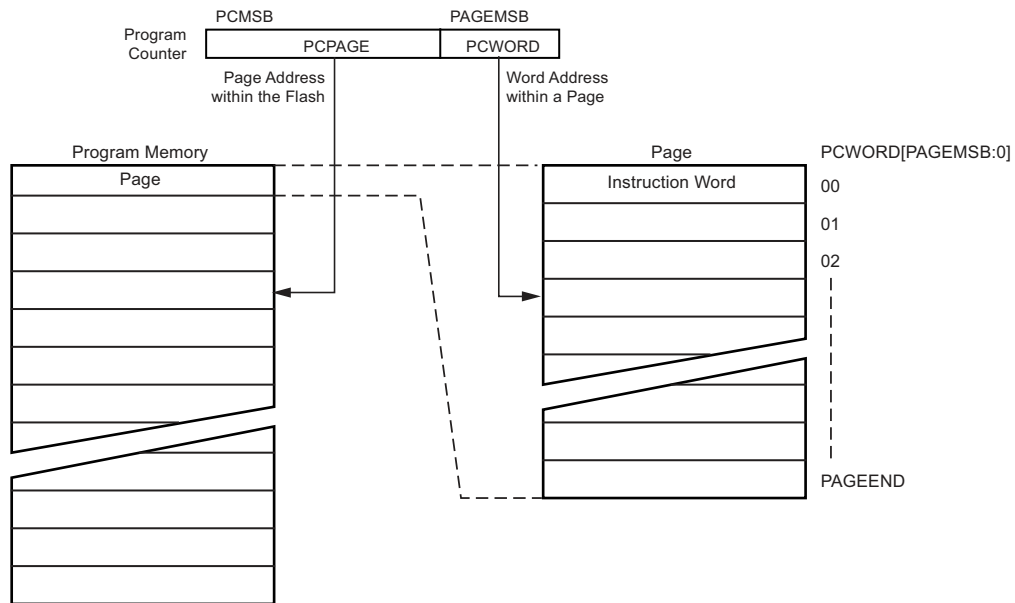 PCMSB PAGEMSB
Program
Counter
PCPAGE PCWORD
Page Address
within the Flash
Word Address
within a Page
Program Memory
Page
Page
PCWORD[PAGEMSB:0]
Instruction Word
00
01
02
PAGEEND